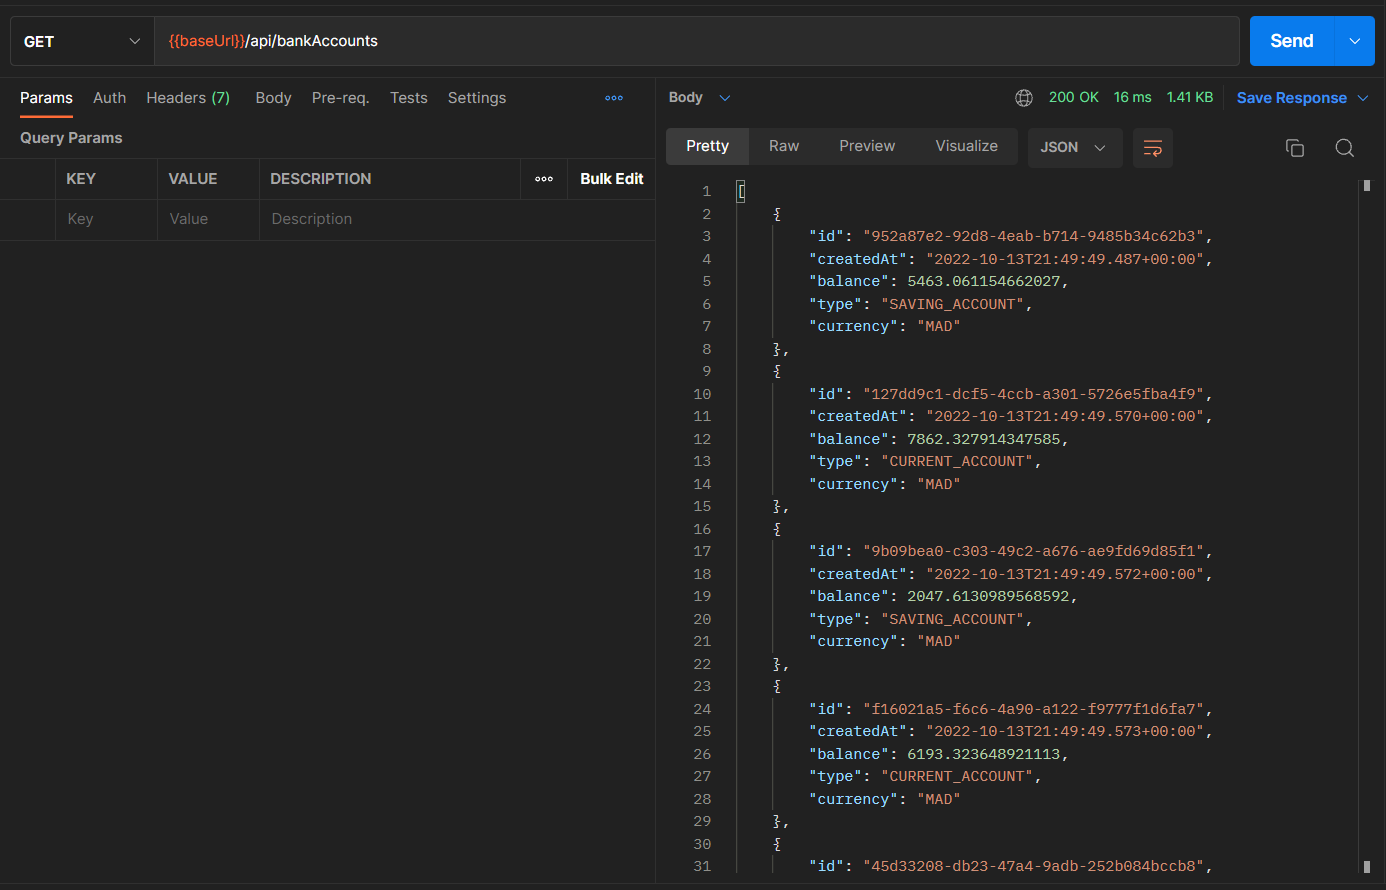 GET {{baseUrl}}/api/bankAccounts Send
Params Auth Headers (7) Body Pre-req. Tests Settings
Query Params
KEY VALUE DESCRIPTION Bulk Edit
Key Value Description
Body 200 OK 16 ms 1.41 KB Save Response
Pretty Raw Preview Visualize JSON
1 [
2 {
3 "id": "952a87e2-92d8-4eab-b714-9485b34c62b3",
4 "createdAt": "2022-10-13T21:49:49.487+00:00",
5 "balance": 5463.061154662027,
6 "type": "SAVING_ACCOUNT",
7 "currency": "MAD"
8 },
9 {
10 "id": "127dd9c1-dcf5-4ccb-a301-5726e5fba4f9",
11 "createdAt": "2022-10-13T21:49:49.570+00:00",
12 "balance": 7862.327914347585,
13 "type": "CURRENT_ACCOUNT",
14 "currency": "MAD"
15 },
16 {
17 "id": "9b09bea0-c303-49c2-a676-ae9fd69d85f1",
18 "createdAt": "2022-10-13T21:49:49.572+00:00",
19 "balance": 2047.6130989568592,
20 "type": "SAVING_ACCOUNT",
21 "currency": "MAD"
22 },
23 {
24 "id": "f16021a5-f6c6-4a90-a122-f9777f1d6fa7",
25 "createdAt": "2022-10-13T21:49:49.573+00:00",
26 "balance": 6193.323648921113,
27 "type": "CURRENT_ACCOUNT",
28 "currency": "MAD"
29 },
30 {
31 "id": "45d33208-db23-47a4-9adb-252b084bccb8",